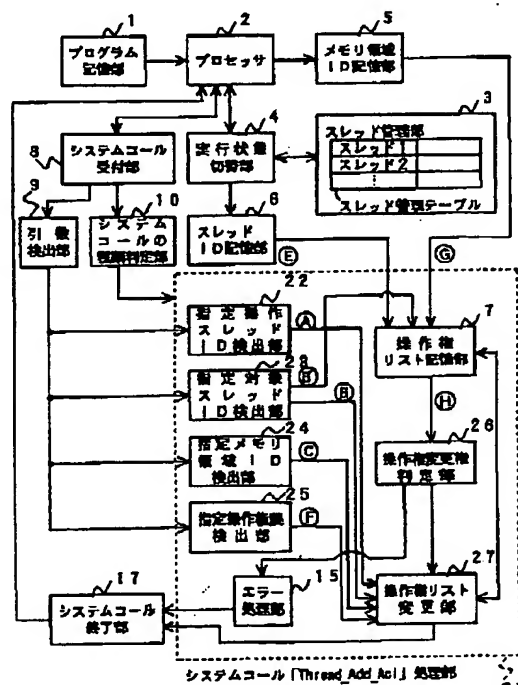 1
プログラム
記憶部
2
プロセッサ
5
メモリ領域
ID記憶部
3
スレッド管理部
スレッド1
スレッド2
スレッド管理テーブル
4
実行状態
切替部
8
システムコール
受付部
9
引数
検出部
10
システム
コールの
種類判定部
6
スレッド
ID記憶部
E
G
22
指定操作
スレッド
ID検出部
A
23
指定対象
スレッド
ID検出部
B'
B
24
指定メモリ
領域ID
検出部
C
25
指定操作権
検出部
F
7
操作権
リスト記憶部
H
26
操作権変更権
判定部
27
操作権リスト
変更部
15
エラー
処理部
17
システムコール
終了部
システムコール「Thread_Add_Acl」処理部